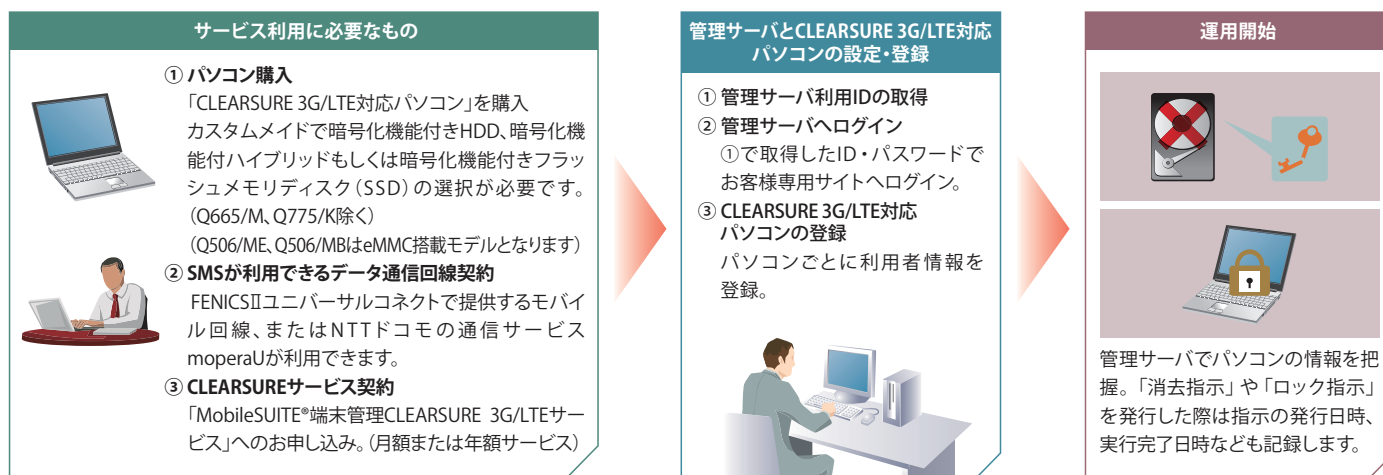 サービス利用に必要なもの
① パソコン購入
「CLEARSURE 3G/LTE対応パソコン」を購入
カスタムメイドで暗号化機能付きHDD、暗号化機
能付ハイブリッドもしくは暗号化機能付きフラッ
シュメモリディスク（SSD）の選択が必要です。
（Q665/M、Q775/K除く）
（Q506/ME、Q506/MBはeMMC搭載モデルとなります）
② SMSが利用できるデータ通信回線契約
FENICSⅡユニバーサルコネクトで提供するモバイ
ル回線、またはNTTドコモの通信サービス
moperaUが利用できます。
③ CLEARSUREサービス契約
「MobileSUITE®端末管理CLEARSURE 3G/LTEサー
ビス」へのお申し込み。（月額または年額サービス）
管理サーバとCLEARSURE 3G/LTE対応
パソコンの設定・登録
① 管理サーバ利用IDの取得
② 管理サーバへログイン
①で取得したID・パスワードで
お客様専用サイトへログイン。
③ CLEARSURE 3G/LTE対応
パソコンの登録
パソコンごとに利用者情報を
登録。
運用開始
管理サーバでパソコンの情報を把
握。「消去指示」や「ロック指示」
を発行した際は指示の発行日時、
実行完了日時なども記録します。